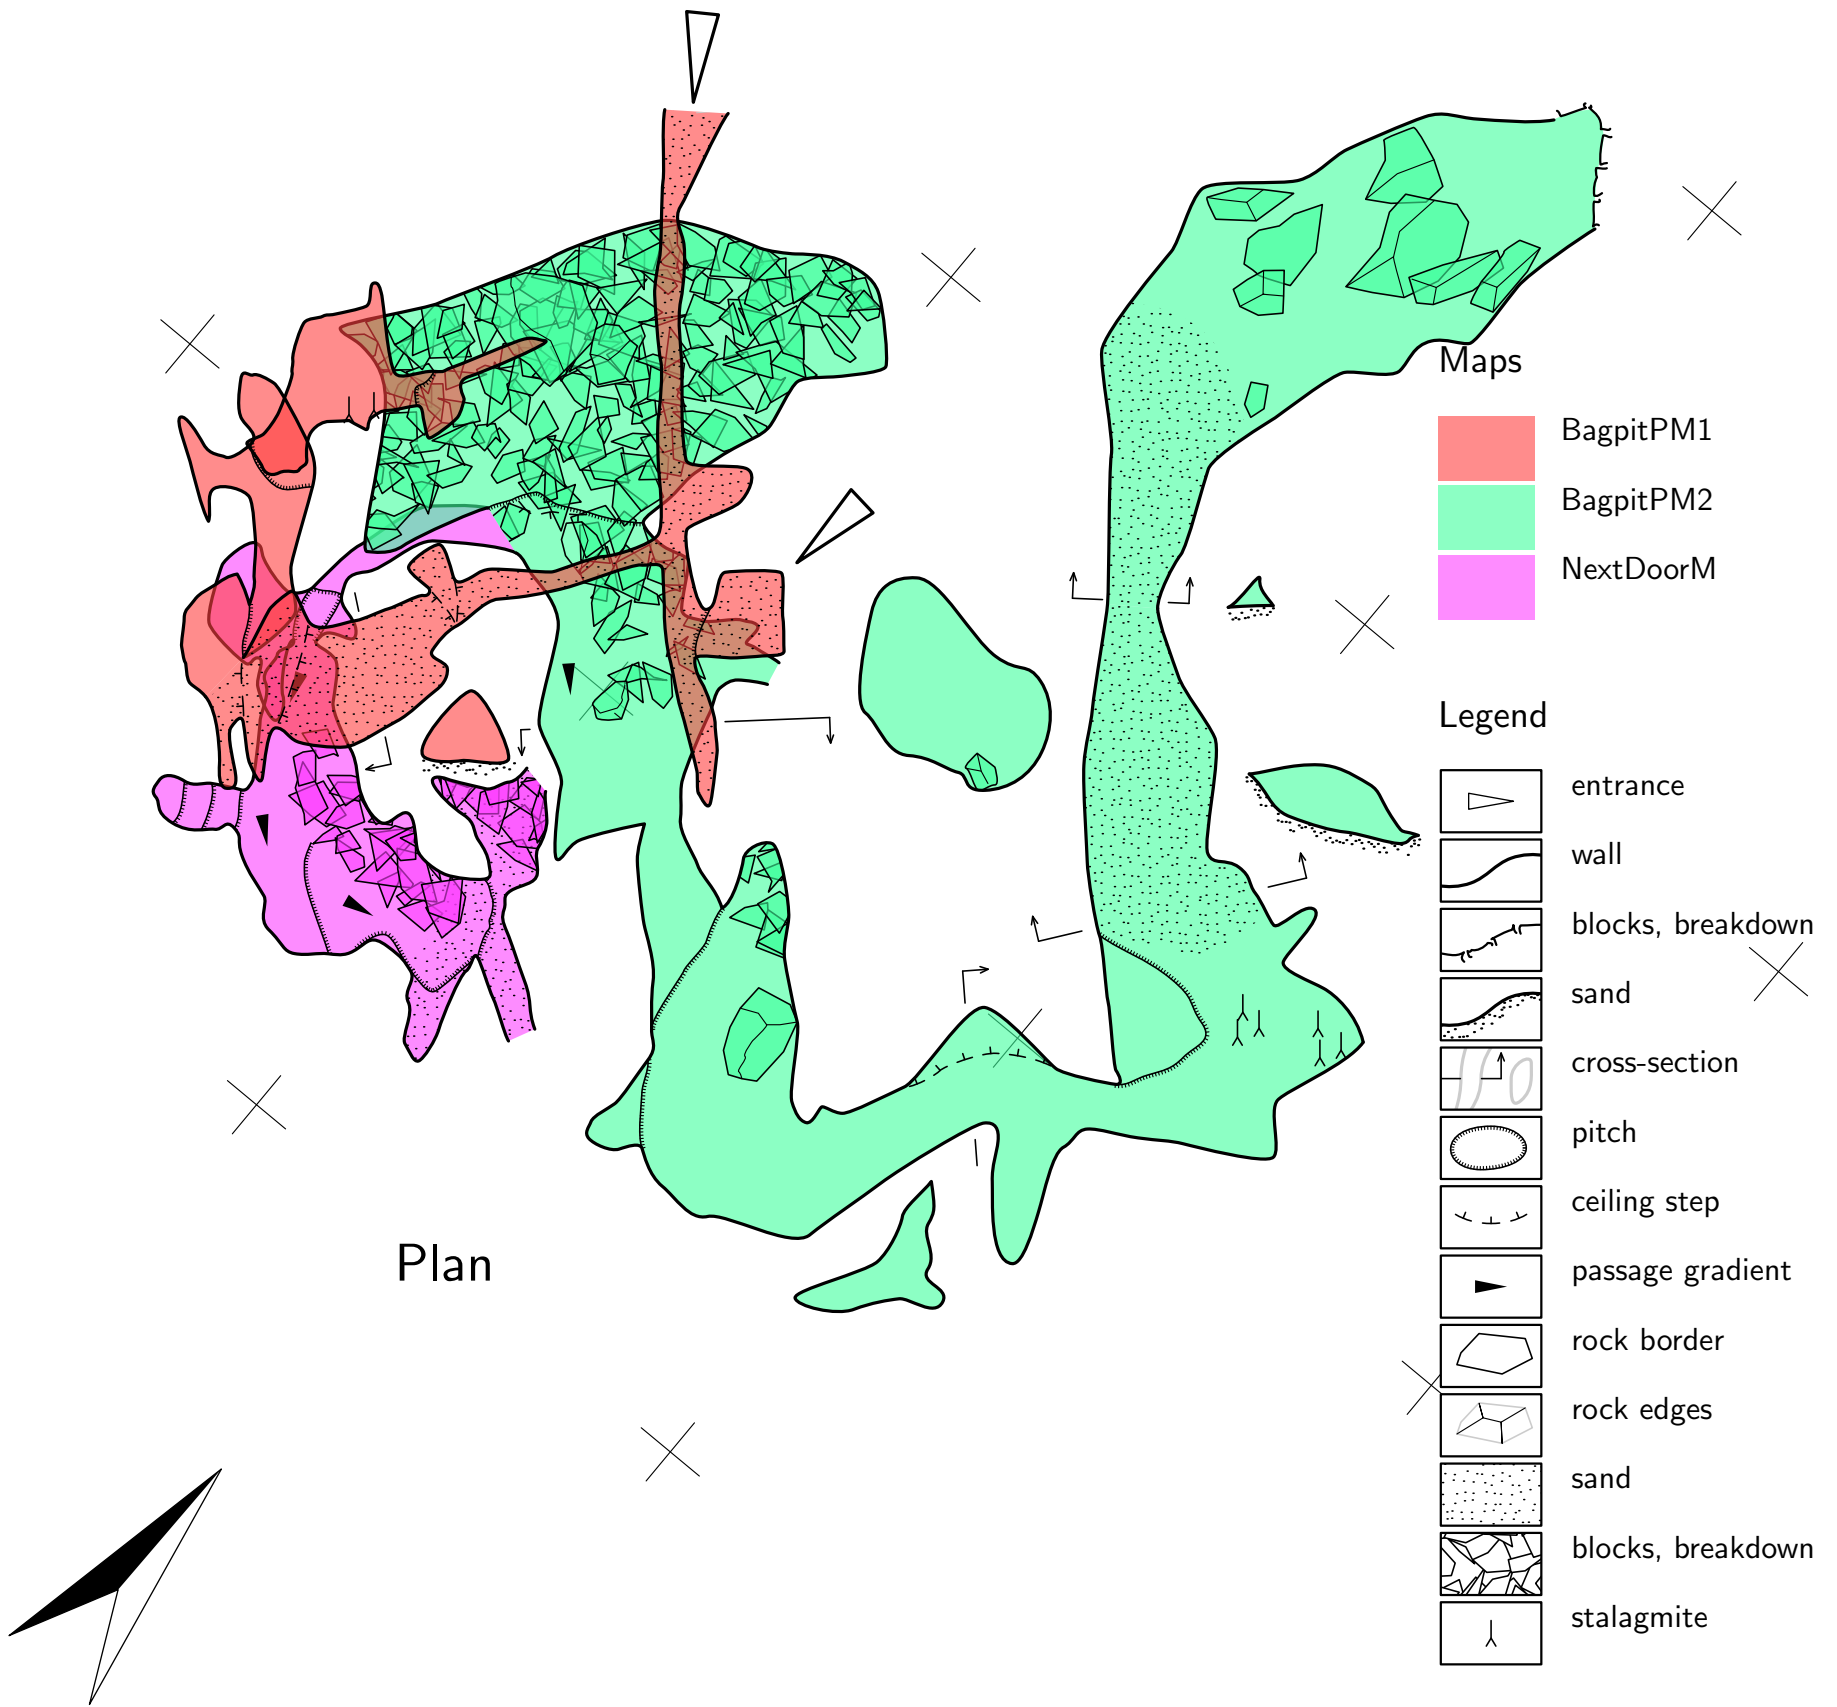 Maps
BagpitPM1
BagpitPM2
NextDoorM
Legend
entrance
wall
blocks, breakdown
sand
cross-section
pitch
ceiling step
passage gradient
rock border
rock edges
sand
blocks, breakdown
stalagmite
Plan